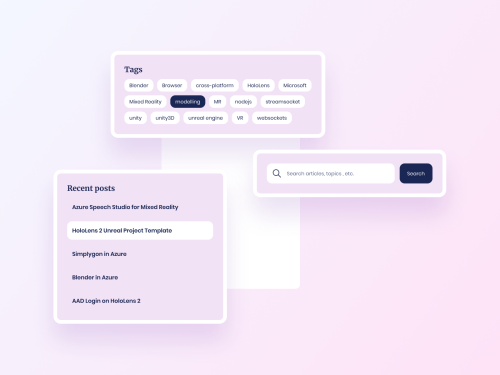 Tags
Blender Browser cross-platform HoloLens Microsoft
Mixed Reality modelling MR nodejs streamsocket
unity unity3D unreal engine VR websockets
Search articles, topics , etc. Search
Recent posts
Azure Speech Studio for Mixed Reality
HoloLens 2 Unreal Project Template
Simplygon in Azure
Blender in Azure
AAD Login on HoloLens 2